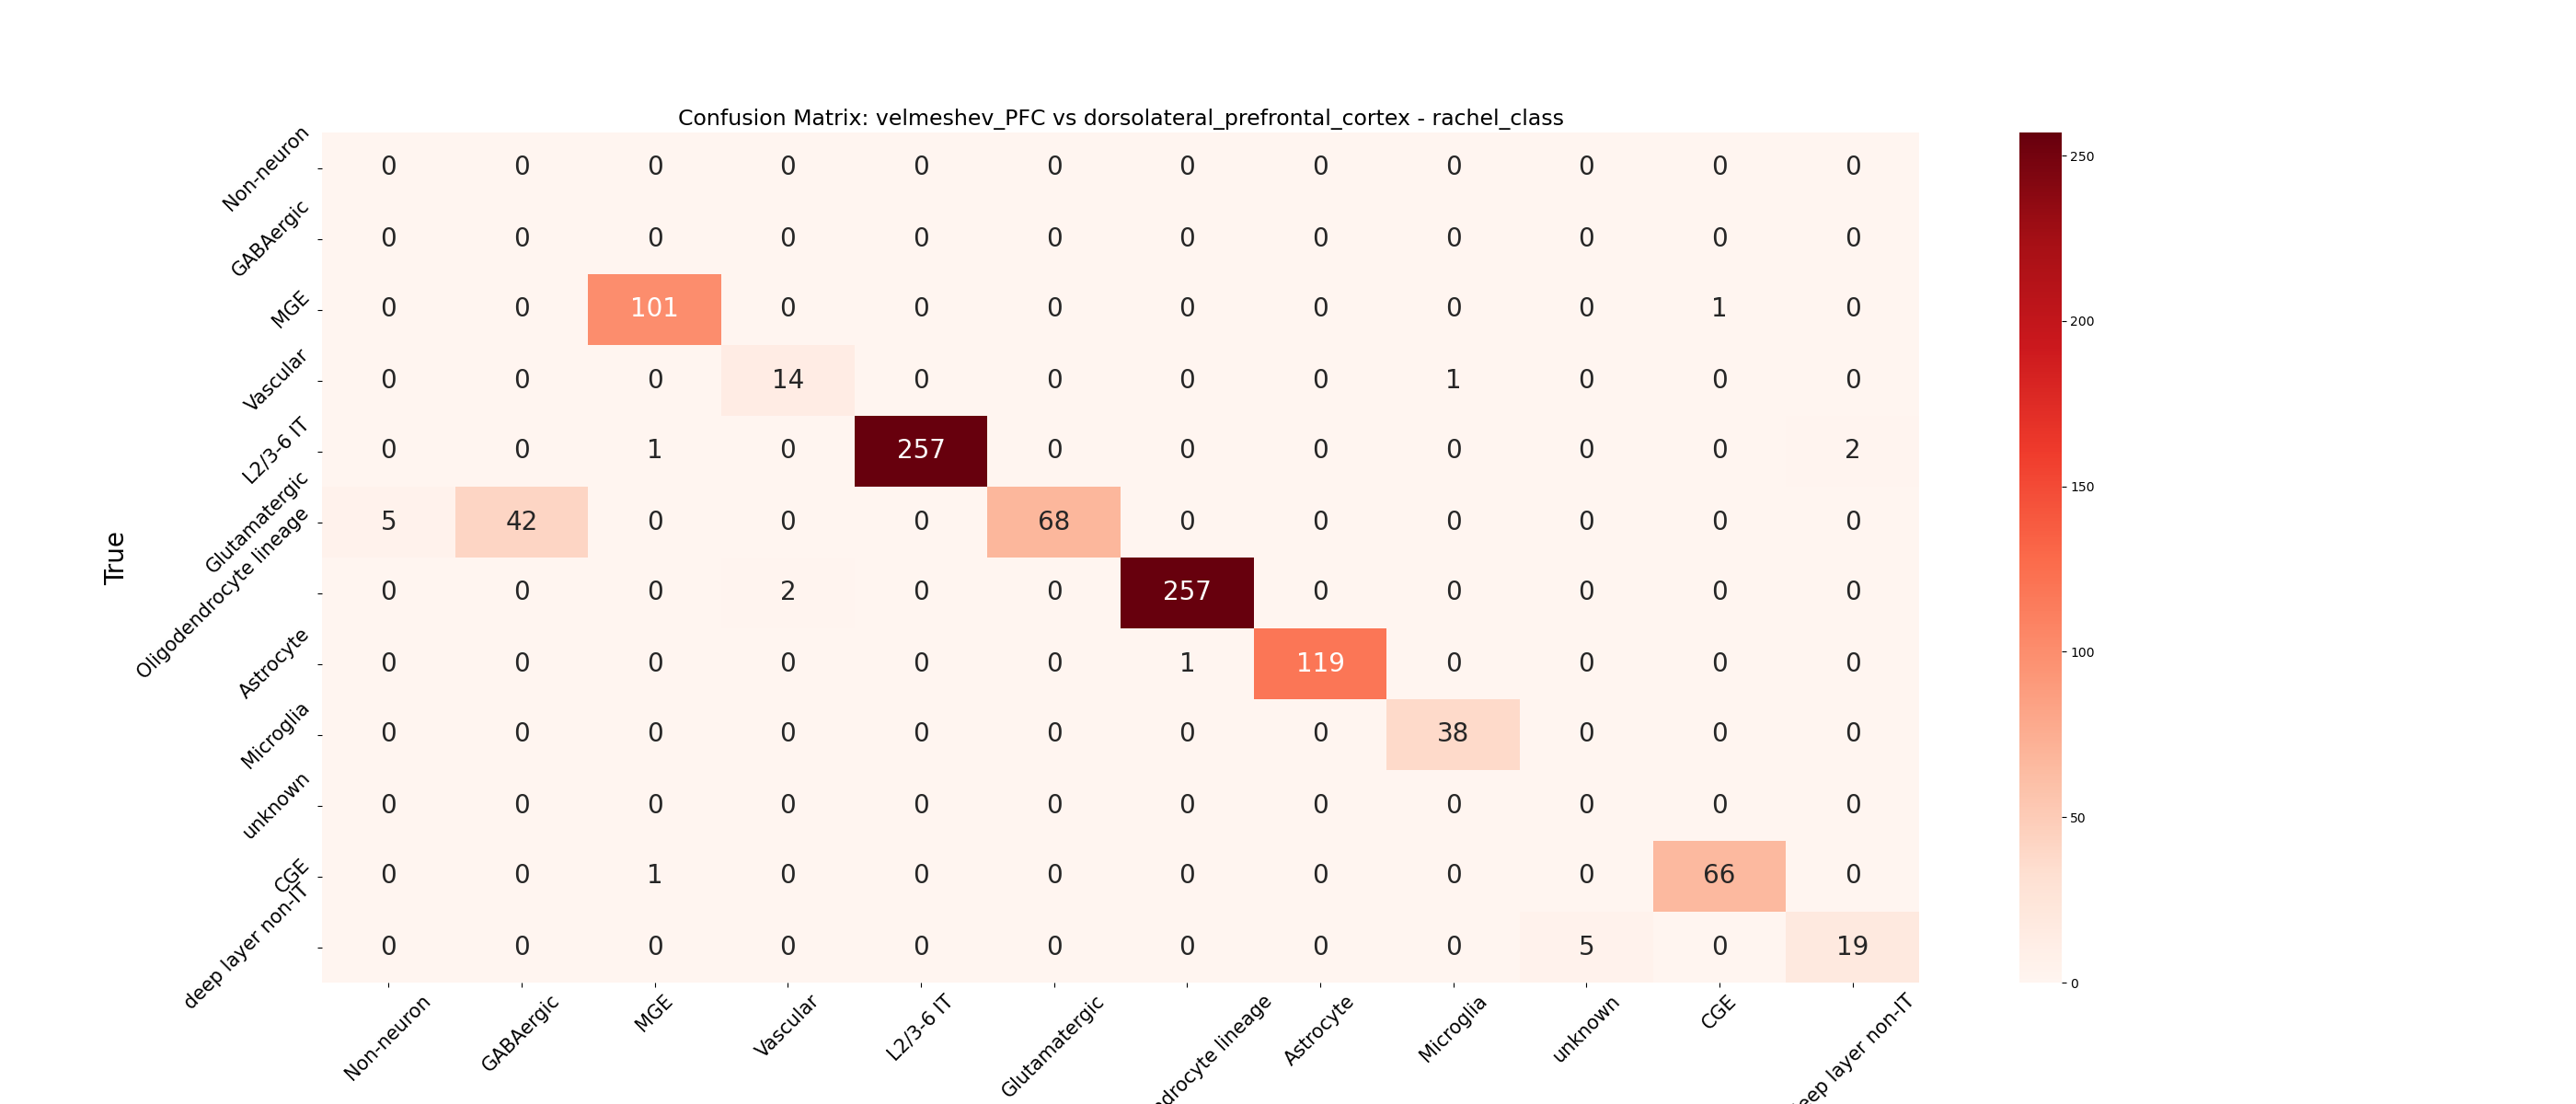 Confusion Matrix: velmeshev_PFC vs dorsolateral_prefrontal_cortex - rachel_class
Non-neuron 0 0 0 0 0 0 0 0 0 0 0 0
GABAergic 0 0 0 0 0 0 0 0 0 0 0 0
MGE 0 0 101 0 0 0 0 0 0 0 1 0
Vascular 0 0 0 14 0 0 0 0 1 0 0 0
L2/3-6 IT 0 0 1 0 257 0 0 0 0 0 0 2
Glutamatergic 5 42 0 0 0 68 0 0 0 0 0 0
Oligodendrocyte lineage 0 0 0 2 0 0 257 0 0 0 0 0
Astrocyte 0 0 0 0 0 0 1 119 0 0 0 0
Microglia 0 0 0 0 0 0 0 0 38 0 0 0
unknown 0 0 0 0 0 0 0 0 0 0 0 0
CGE 0 0 1 0 0 0 0 0 0 0 66 0
deep layer non-IT 0 0 0 0 0 0 0 0 0 5 0 19
True
Non-neuron GABAergic MGE Vascular L2/3-6 IT Glutamatergic lineage Astrocyte Microglia unknown CGE layer non-IT
250
200
150
100
50
0